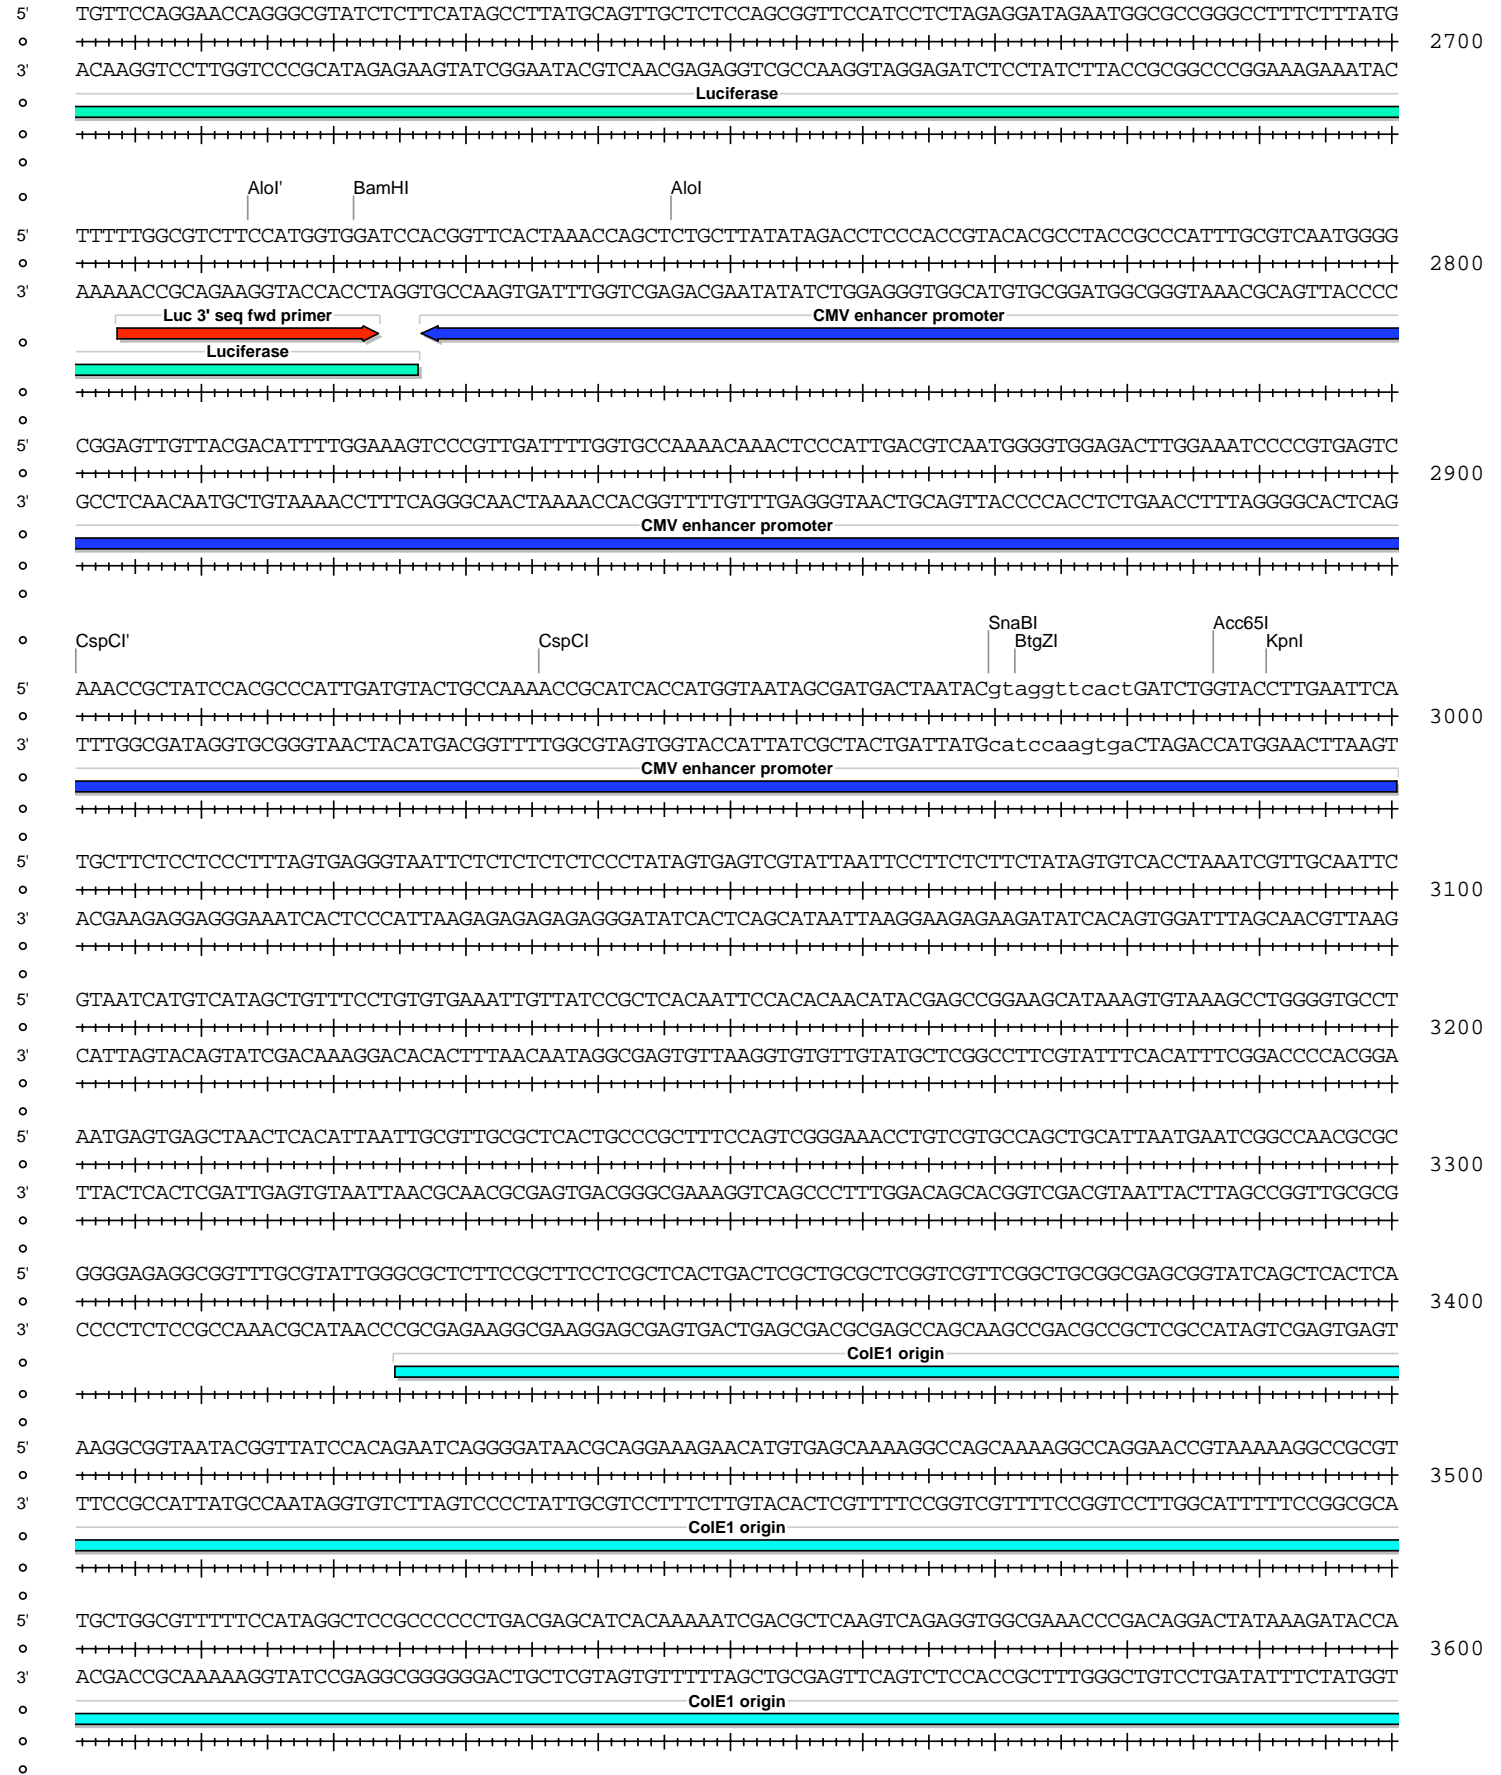 5' TGTTCCAGGAACCAGGGCGTATCTCTTCATAGCCTTATGCAGTTGCTCTCCAGCGGTTCCATCCTCTAGAGGATAGAATGGCGCCGGGCCTTTCTTTATG
2700
3' ACAAGGTCCTTGGTCCCGCATAGAGAAGTATCGGAATACGTCAACGAGAGGTCGCCAAGGTAGGAGATCTCCTATCTTACCGCGGCCCGGAAAGAAATAC
Luciferase
AloI' BamHI AloI
5' TTTTTGGCGTCTTCCATGGTGGATCCACGGTTCACTAAACCAGCTCTGCTTATATAGACCTCCCACCGTACACGCCTACCGCCCATTTGCGTCAATGGGG
2800
3' AAAAACCGCAGAAGGTACCACCTAGGTGCCAAGTGATTTGGTCGAGACGAATATATCTGGAGGGTGGCATGTGCGGATGGCGGGTAAACGCAGTTACCCC
Luc 3' seq fwd primer CMV enhancer promoter
Luciferase
5' CGGAGTTGTTACGACATTTTGGAAAGTCCCGTTGATTTTGGTGCCAAAACAAACTCCCATTGACGTCAATGGGGTGGAGACTTGGAAATCCCCGTGAGTC
2900
3' GCCTCAACAATGCTGTAAAACCTTTCAGGGCAACTAAAACCACGGTTTTGTTTGAGGGTAACTGCAGTTACCCCACCTCTGAACCTTTAGGGGCACTCAG
CMV enhancer promoter
SnaBI Acc65I
CspCI' CspCI BtgZI KpnI
5' AAACCGCTATCCACGCCCATTGATGTACTGCCAAAACCGCATCACCATGGTAATAGCGATGACTAATACgtaggttcactGATCTGGTACCTTGAATTCA
3000
3' TTTGGCGATAGGTGCGGGTAACTACATGACGGTTTTGGCGTAGTGGTACCATTATCGCTACTGATTATGcatccaagtgaCTAGACCATGGAACTTAAGT
CMV enhancer promoter
5' TGCTTCTCCTCCCTTTAGTGAGGGTAATTCTCTCTCTCTCCCTATAGTGAGTCGTATTAATTCCTTCTCTTCTATAGTGTCACCTAAATCGTTGCAATTC
3100
3' ACGAAGAGGAGGGAAATCACTCCCATTAAGAGAGAGAGAGGGATATCACTCAGCATAATTAAGGAAGAGAAGATATCACAGTGGATTTAGCAACGTTAAG
5' GTAATCATGTCATAGCTGTTTCCTGTGTGAAATTGTTATCCGCTCACAATTCCACACAACATACGAGCCGGAAGCATAAAGTGTAAAGCCTGGGGTGCCT
3200
3' CATTAGTACAGTATCGACAAAGGACACACTTTAACAATAGGCGAGTGTTAAGGTGTGTTGTATGCTCGGCCTTCGTATTTCACATTTCGGACCCCACGGA
5' AATGAGTGAGCTAACTCACATTAATTGCGTTGCGCTCACTGCCCGCTTTCCAGTCGGGAAACCTGTCGTGCCAGCTGCATTAATGAATCGGCCAACGCGC
3300
3' TTACTCACTCGATTGAGTGTAATTAACGCAACGCGAGTGACGGGCGAAAGGTCAGCCCTTTGGACAGCACGGTCGACGTAATTACTTAGCCGGTTGCGCG
5' GGGGAGAGGCGGTTTGCGTATTGGGCGCTCTTCCGCTTCCTCGCTCACTGACTCGCTGCGCTCGGTCGTTCGGCTGCGGCGAGCGGTATCAGCTCACTCA
3400
3' CCCCTCTCCGCCAAACGCATAACCCGCGAGAAGGCGAAGGAGCGAGTGACTGAGCGACGCGAGCCAGCAAGCCGACGCCGCTCGCCATAGTCGAGTGAGT
ColE1 origin
5' AAGGCGGTAATACGGTTATCCACAGAATCAGGGGATAACGCAGGAAAGAACATGTGAGCAAAAGGCCAGCAAAAGGCCAGGAACCGTAAAAAGGCCGCGT
3500
3' TTCCGCCATTATGCCAATAGGTGTCTTAGTCCCCTATTGCGTCCTTTCTTGTACACTCGTTTTCCGGTCGTTTTCCGGTCCTTGGCATTTTTCCGGCGCA
ColE1 origin
5' TGCTGGCGTTTTTCCATAGGCTCCGCCCCCCTGACGAGCATCACAAAAATCGACGCTCAAGTCAGAGGTGGCGAAACCCGACAGGACTATAAAGATACCA
3600
3' ACGACCGCAAAAAGGTATCCGAGGCGGGGGGACTGCTCGTAGTGTTTTTAGCTGCGAGTTCAGTCTCCACCGCTTTGGGCTGTCCTGATATTTCTATGGT
ColE1 origin